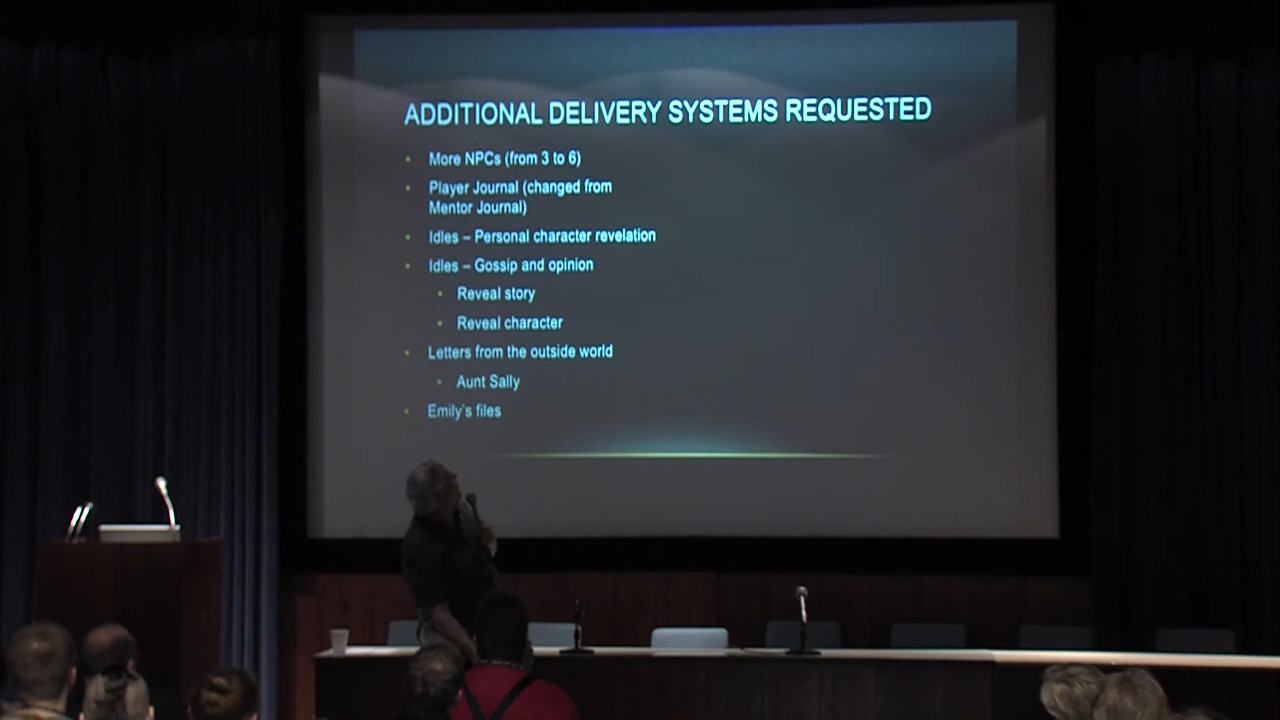 ADDITIONAL DELIVERY SYSTEMS REQUESTED
• More NPCs (from 3 to 6)
• Player Journal (changed from
Mentor Journal)
• Idles – Personal character revelation
• Idles – Gossip and opinion
• Reveal story
• Reveal character
• Letters from the outside world
• Aunt Sally
• Emily's files